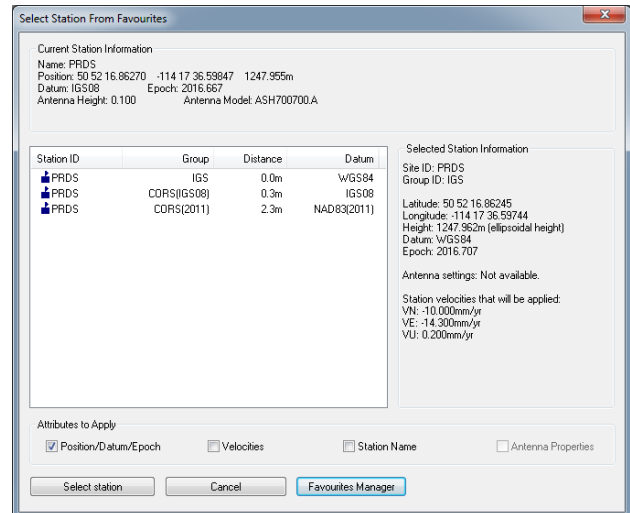 Select Station From Favourites
Current Station Information
Name: PRDS
Position: 50 52 16.86270 -114 17 36.59847 1247.955m
Datum: IGS08 Epoch: 2016.667
Antenna Height: 0.100 Antenna Model: ASH700700.A
Station ID Group Distance Datum
PRDS IGS 0.0m WGS84
PRDS CORS(IGS08) 0.3m IGS08
PRDS CORS(2011) 2.3m NAD83(2011)
Selected Station Information
Site ID: PRDS
Group ID: IGS
Latitude: 50 52 16.86245
Longitude: -114 17 36.59744
Height: 1247.962m (ellipsoidal height)
Datum: WGS84
Epoch: 2016.707
Antenna settings: Not available.
Station velocities that will be applied:
VN: -10.000mm/yr
VE: -14.300mm/yr
VU: 0.200mm/yr
Attributes to Apply
Position/Datum/Epoch Velocities Station Name Antenna Properties
Select station Cancel Favourites Manager